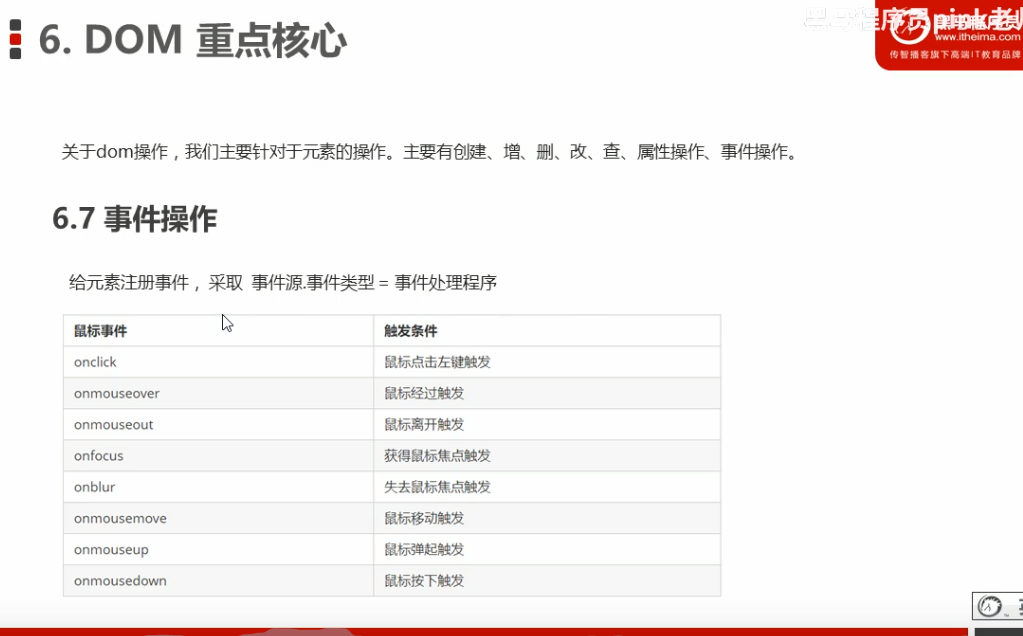 6. DOM 重点核心
黑马程序员pink老师
www.itheima.com
传智播客旗下高端IT教育品牌
关于dom操作，我们主要针对于元素的操作。主要有创建、增、删、改、查、属性操作、事件操作。
6.7 事件操作
给元素注册事件， 采取 事件源.事件类型 = 事件处理程序
鼠标事件 触发条件
onclick 鼠标点击左键触发
onmouseover 鼠标经过触发
onmouseout 鼠标离开触发
onfocus 获得鼠标焦点触发
onblur 失去鼠标焦点触发
onmousemove 鼠标移动触发
onmouseup 鼠标弹起触发
onmousedown 鼠标按下触发